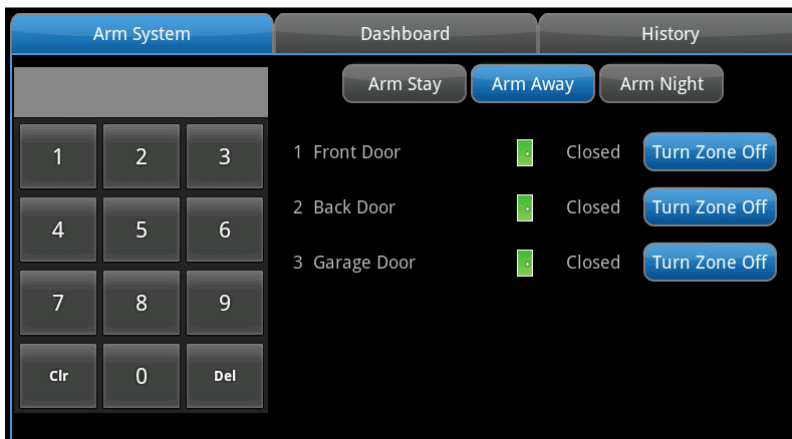 Arm System Dashboard History
Arm Stay Arm Away Arm Night
1 2 3
1 Front Door Closed Turn Zone Off
2 Back Door Closed Turn Zone Off
4 5 6
3 Garage Door Closed Turn Zone Off
7 8 9
Clr 0 Del